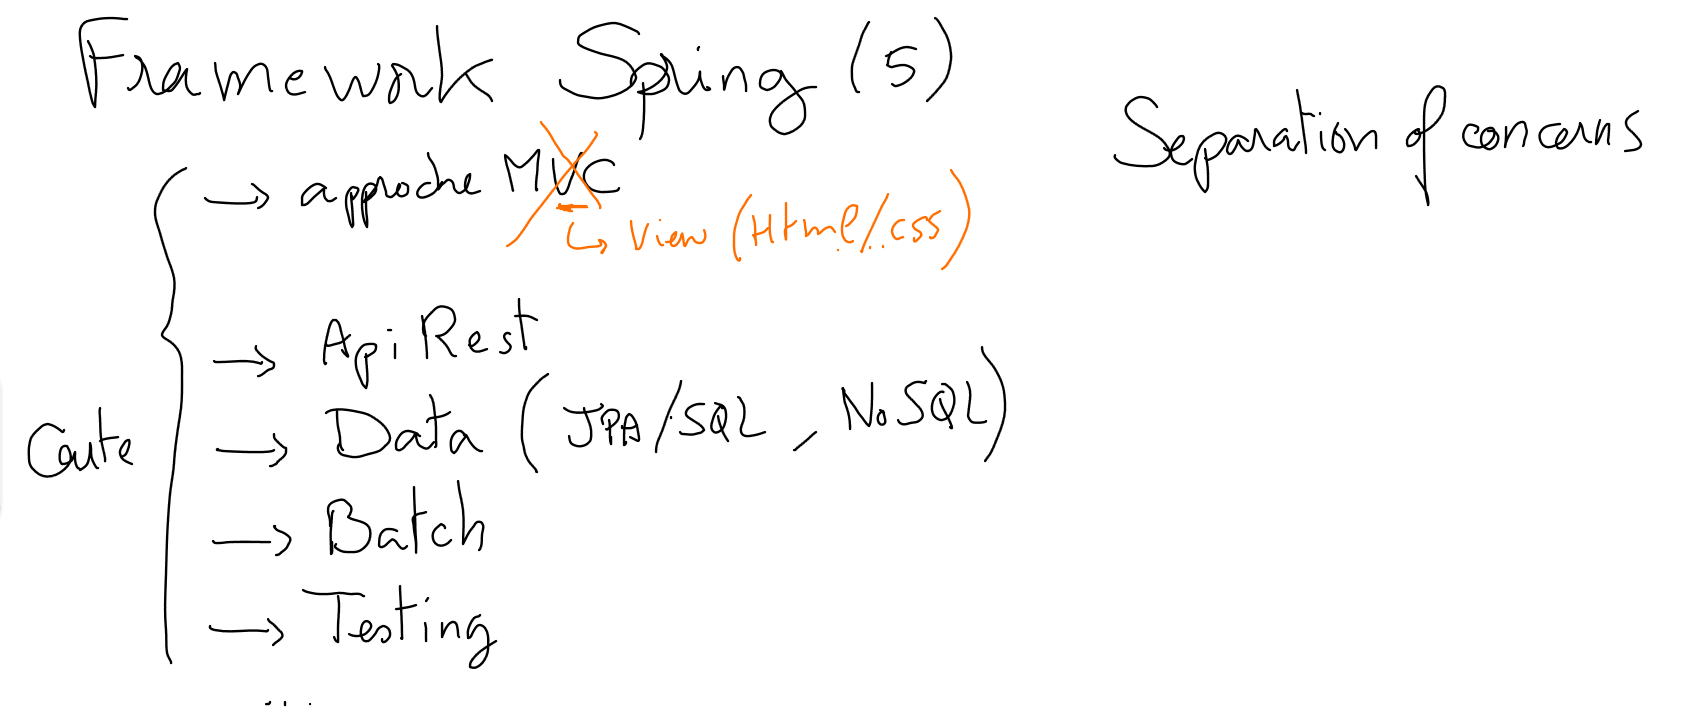 Framework Spring (5)
Separation of concerns
→ approche MVC
↳ View (Html/css)
→ Api Rest
→ Data (JPA/SQL, NoSQL)
→ Batch
→ Testing